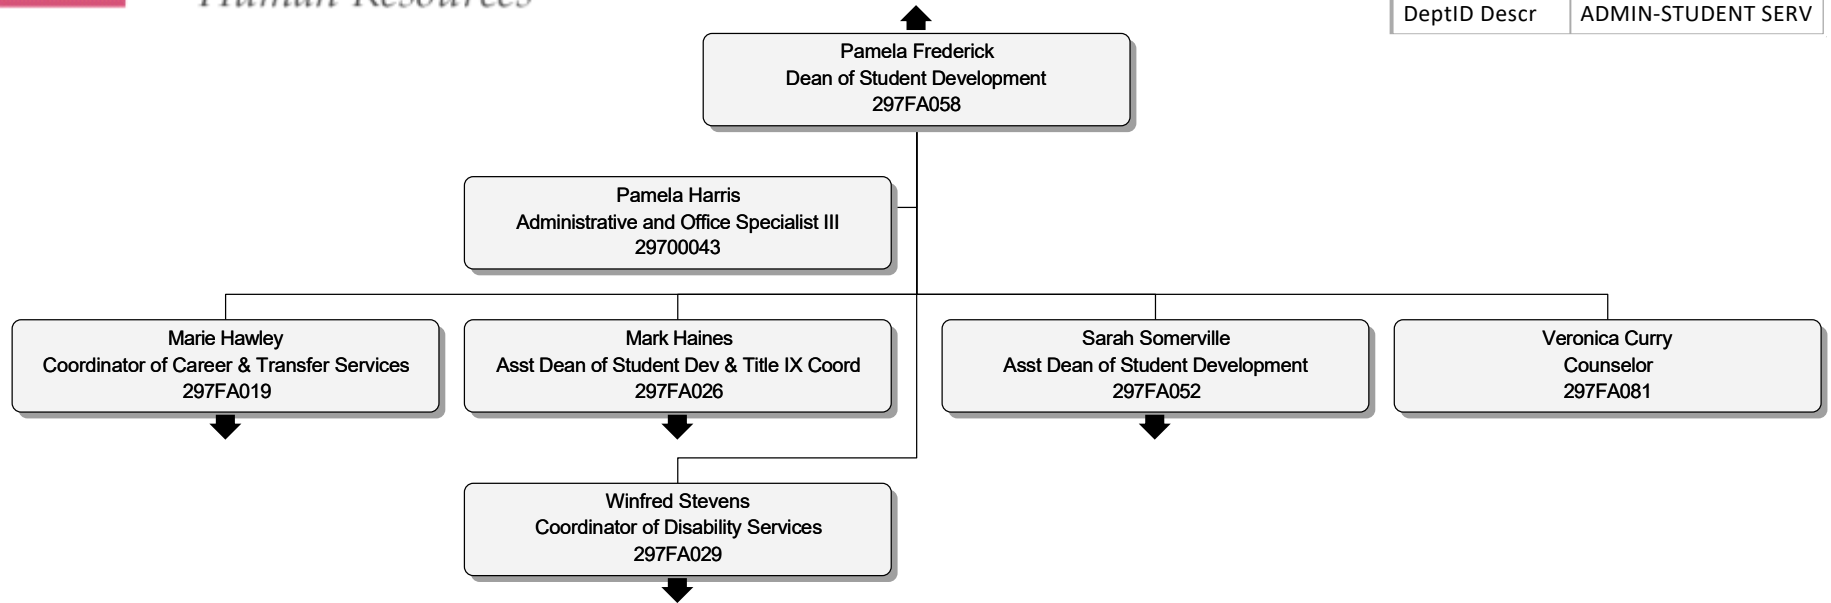 Human Resources
DeptID Descr ADMIN-STUDENT SERV
Pamela Frederick
Dean of Student Development
297FA058
Pamela Harris
Administrative and Office Specialist III
29700043
Marie Hawley
Coordinator of Career & Transfer Services
297FA019
Mark Haines
Asst Dean of Student Dev & Title IX Coord
297FA026
Sarah Somerville
Asst Dean of Student Development
297FA052
Veronica Curry
Counselor
297FA081
Winfred Stevens
Coordinator of Disability Services
297FA029